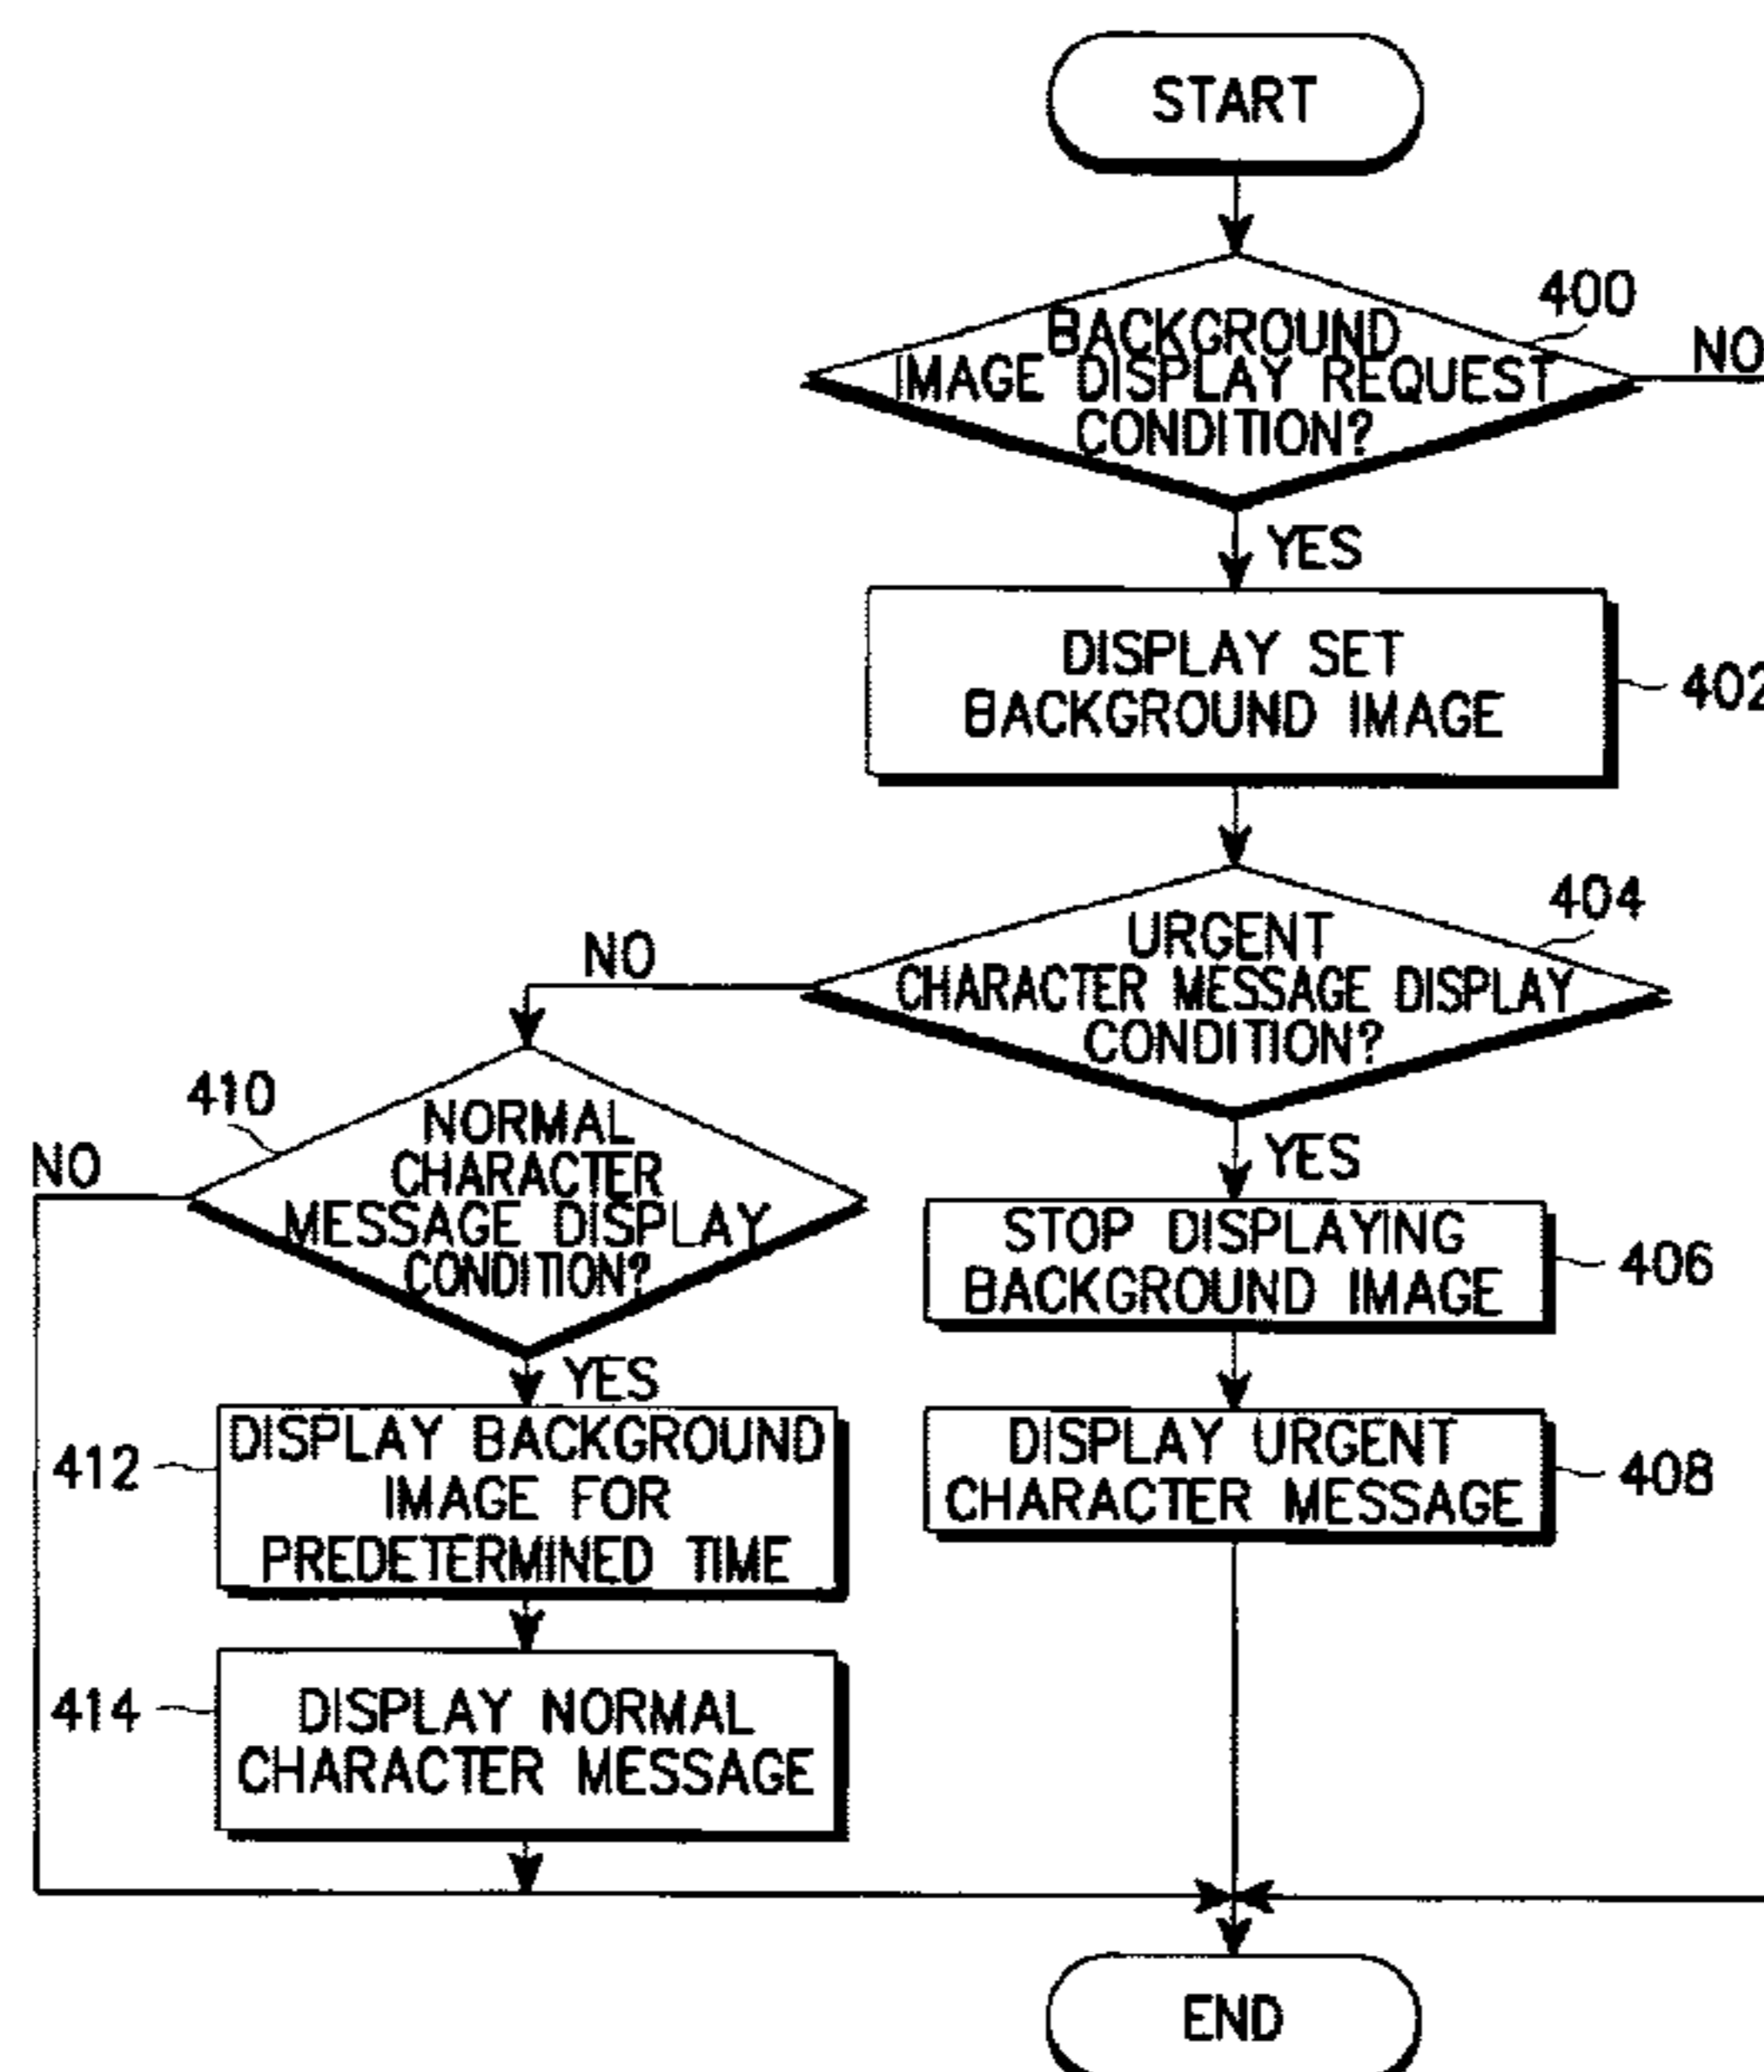 START
400
BACKGROUND
IMAGE DISPLAY REQUEST
CONDITION?
NO
YES
DISPLAY SET
BACKGROUND IMAGE
402
404
URGENT
CHARACTER MESSAGE DISPLAY
CONDITION?
NO
YES
410
NORMAL
CHARACTER
MESSAGE DISPLAY
CONDITION?
NO
YES
STOP DISPLAYING
BACKGROUND IMAGE
406
DISPLAY BACKGROUND
IMAGE FOR
PREDETERMINED TIME
412
DISPLAY URGENT
CHARACTER MESSAGE
408
414
DISPLAY NORMAL
CHARACTER MESSAGE
END